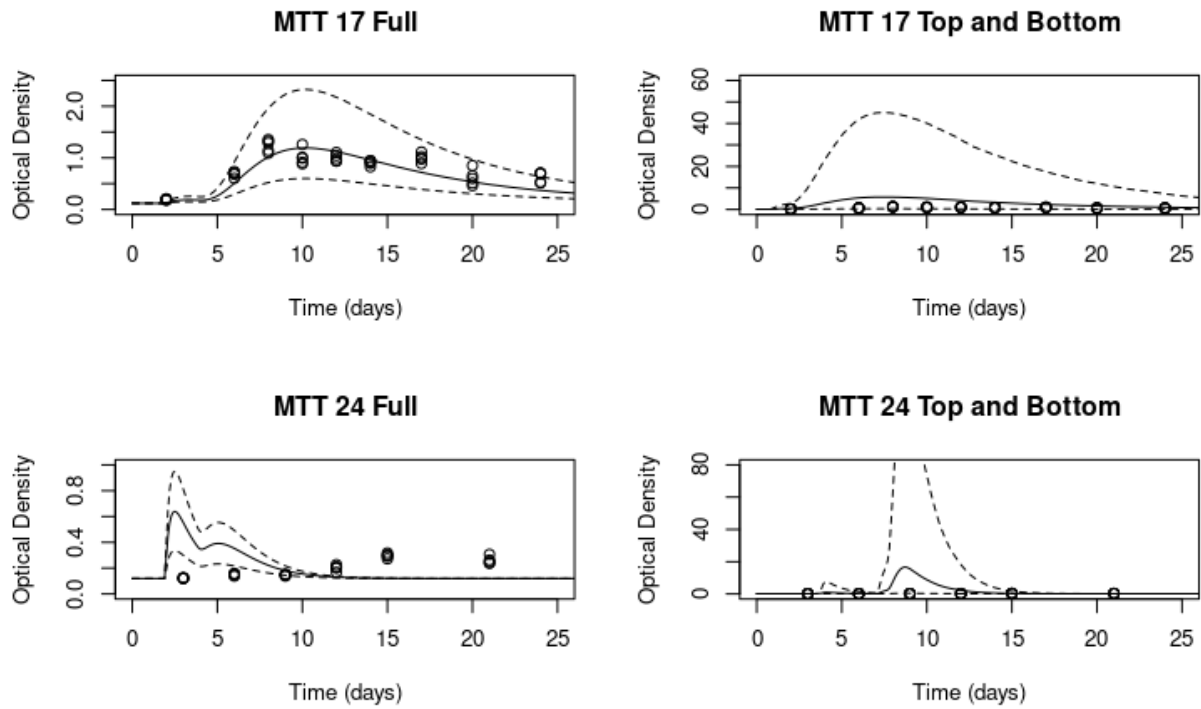 MTT 17 Full
Optical Density
0.0 1.0 2.0
0 5 10 15 20 25
Time (days)
MTT 17 Top and Bottom
Optical Density
0 20 40 60
0 5 10 15 20 25
Time (days)
MTT 24 Full
Optical Density
0.0 0.4 0.8
0 5 10 15 20 25
Time (days)
MTT 24 Top and Bottom
Optical Density
0 40 80
0 5 10 15 20 25
Time (days)